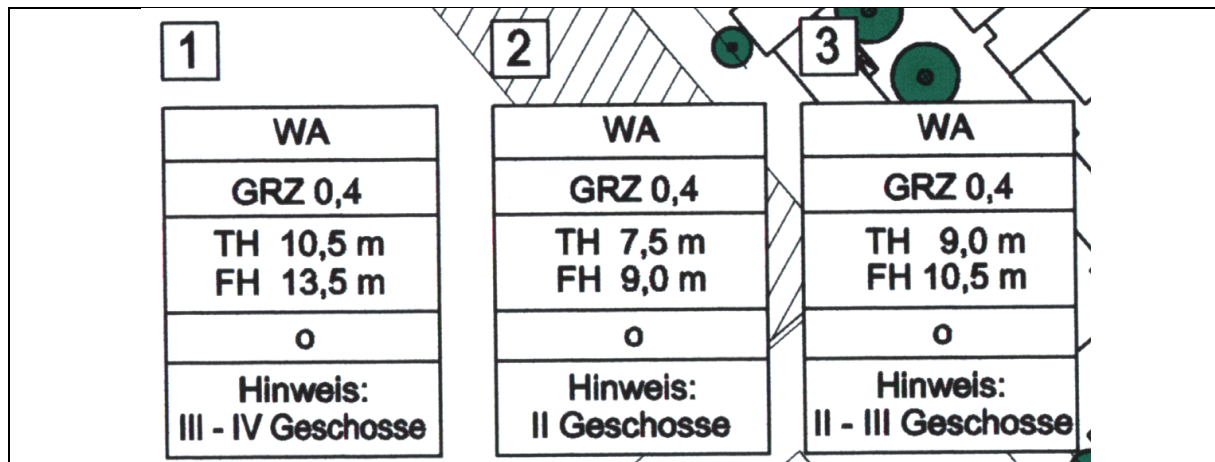 1
WA
GRZ 0,4
TH 10,5 m
FH 13,5 m
o
Hinweis:
III - IV Geschosse
2
WA
GRZ 0,4
TH 7,5 m
FH 9,0 m
o
Hinweis:
II Geschosse
3
WA
GRZ 0,4
TH 9,0 m
FH 10,5 m
o
Hinweis:
II - III Geschosse